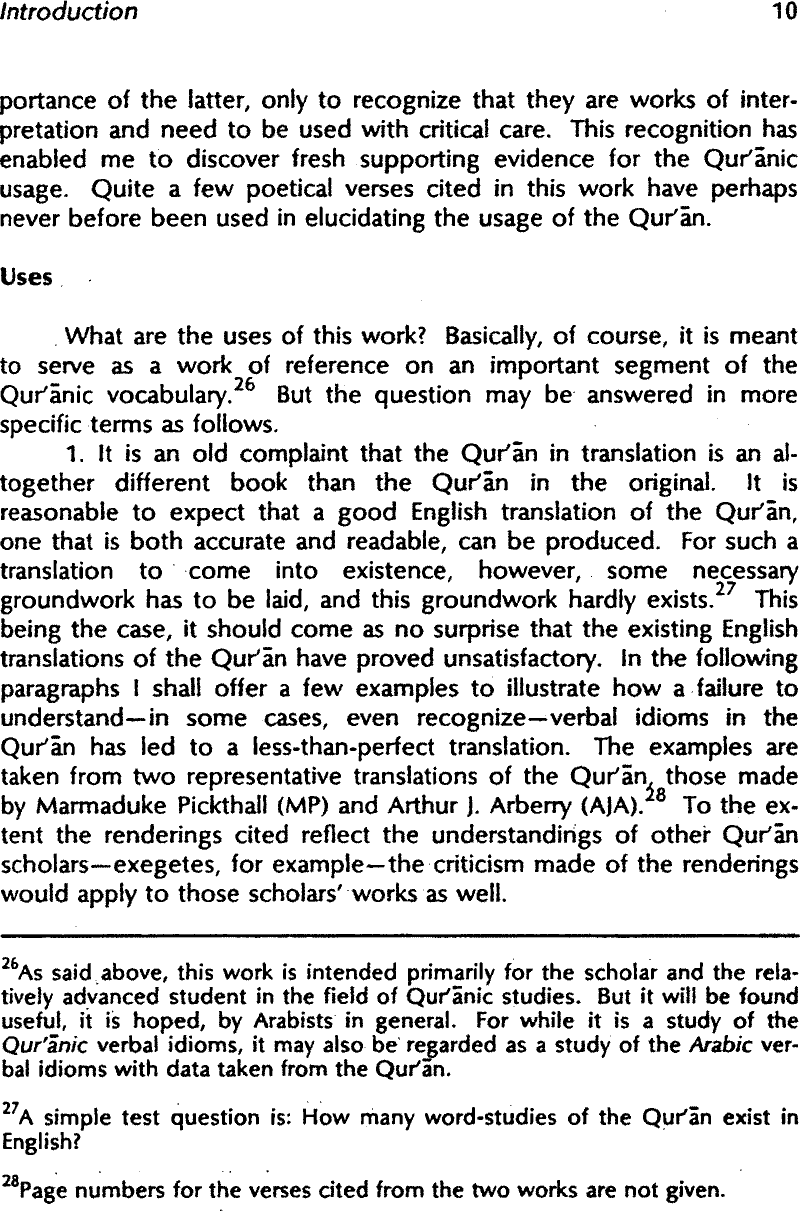 Introduction 10
portance of the latter, only to recognize that they are works of inter-
pretation and need to be used with critical care. This recognition has
enabled me to discover fresh supporting evidence for the Qur'ānic
usage. Quite a few poetical verses cited in this work have perhaps
never before been used in elucidating the usage of the Qur'ān.
Uses
What are the uses of this work? Basically, of course, it is meant
to serve as a work of reference on an important segment of the
Qur'ānic vocabulary.26 But the question may be answered in more
specific terms as follows.
1. It is an old complaint that the Qur'ān in translation is an al-
together different book than the Qur'ān in the original. It is
reasonable to expect that a good English translation of the Qur'ān,
one that is both accurate and readable, can be produced. For such a
translation to come into existence, however, some necessary
groundwork has to be laid, and this groundwork hardly exists.27 This
being the case, it should come as no surprise that the existing English
translations of the Qur'ān have proved unsatisfactory. In the following
paragraphs I shall offer a few examples to illustrate how a failure to
understand—in some cases, even recognize—verbal idioms in the
Qur'ān has led to a less-than-perfect translation. The examples are
taken from two representative translations of the Qur'ān, those made
by Marmaduke Pickthall (MP) and Arthur J. Arberry (AJA).28 To the ex-
tent the renderings cited reflect the understandings of other Qur'ān
scholars—exegetes, for example—the criticism made of the renderings
would apply to those scholars' works as well.
26As said above, this work is intended primarily for the scholar and the rela-
tively advanced student in the field of Qur'ānic studies. But it will be found
useful, it is hoped, by Arabists in general. For while it is a study of the
Qur'ānic verbal idioms, it may also be regarded as a study of the Arabic ver-
bal idioms with data taken from the Qur'ān.
27A simple test question is: How many word-studies of the Qur'ān exist in
English?
28Page numbers for the verses cited from the two works are not given.